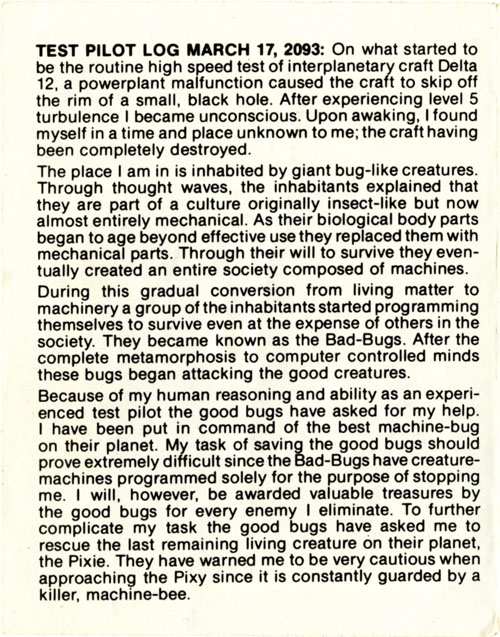 TEST PILOT LOG MARCH 17, 2093: On what started to
be the routine high speed test of interplanetary craft Delta
12, a powerplant malfunction caused the craft to skip off
the rim of a small, black hole. After experiencing level 5
turbulence I became unconscious. Upon awaking, I found
myself in a time and place unknown to me; the craft having
been completely destroyed.
The place I am in is inhabited by giant bug-like creatures.
Through thought waves, the inhabitants explained that
they are part of a culture originally insect-like but now
almost entirely mechanical. As their biological body parts
began to age beyond effective use they replaced them with
mechanical parts. Through their will to survive they even-
tually created an entire society composed of machines.
During this gradual conversion from living matter to
machinery a group of the inhabitants started programming
themselves to survive even at the expense of others in the
society. They became known as the Bad-Bugs. After the
complete metamorphosis to computer controlled minds
these bugs began attacking the good creatures.
Because of my human reasoning and ability as an experi-
enced test pilot the good bugs have asked for my help.
I have been put in command of the best machine-bug
on their planet. My task of saving the good bugs should
prove extremely difficult since the Bad-Bugs have creature-
machines programmed solely for the purpose of stopping
me. I will, however, be awarded valuable treasures by
the good bugs for every enemy I eliminate. To further
complicate my task the good bugs have asked me to
rescue the last remaining living creature on their planet,
the Pixie. They have warned me to be very cautious when
approaching the Pixy since it is constantly guarded by a
killer, machine-bee.